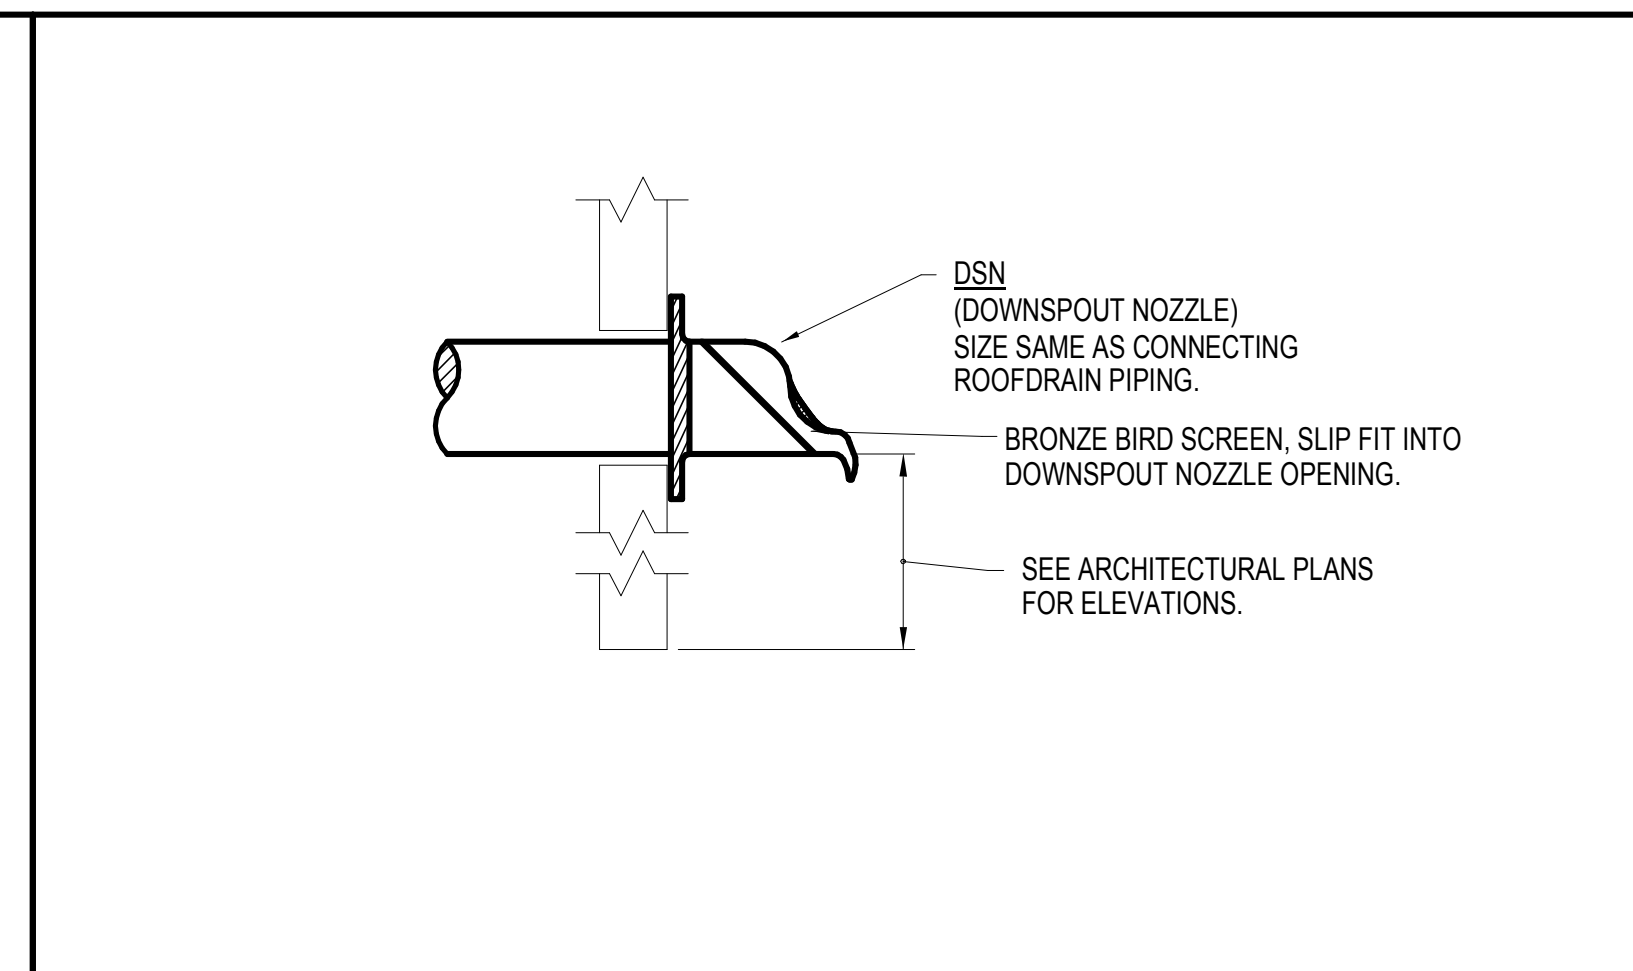 DSN
(DOWNSPOUT NOZZLE)
SIZE SAME AS CONNECTING
ROOFDRAIN PIPING.
BRONZE BIRD SCREEN, SLIP FIT INTO
DOWNSPOUT NOZZLE OPENING.
SEE ARCHITECTURAL PLANS
FOR ELEVATIONS.